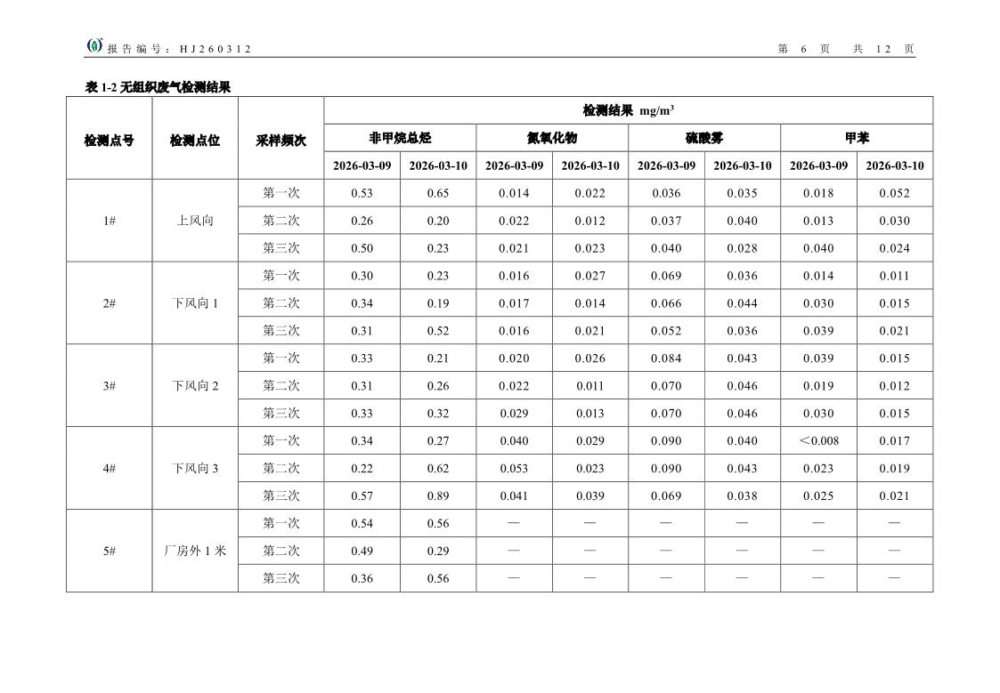 报告编号：HJ260312 第 6 页 共 12 页
表 1-2 无组织废气检测结果
检测点号 检测点位 采样频次 检测结果 mg/m³
非甲烷总烃 氮氧化物 硫酸雾 甲苯
2026-03-09 2026-03-10 2026-03-09 2026-03-10 2026-03-09 2026-03-10 2026-03-09 2026-03-10
1# 上风向 第一次 0.53 0.65 0.014 0.022 0.036 0.035 0.018 0.052
第二次 0.26 0.20 0.022 0.012 0.037 0.040 0.013 0.030
第三次 0.50 0.23 0.021 0.023 0.040 0.028 0.040 0.024
2# 下风向 1 第一次 0.30 0.23 0.016 0.027 0.069 0.036 0.014 0.011
第二次 0.34 0.19 0.017 0.014 0.066 0.044 0.030 0.015
第三次 0.31 0.52 0.016 0.021 0.052 0.036 0.039 0.021
3# 下风向 2 第一次 0.33 0.21 0.020 0.026 0.084 0.043 0.039 0.015
第二次 0.31 0.26 0.022 0.011 0.070 0.046 0.019 0.012
第三次 0.33 0.32 0.029 0.013 0.070 0.046 0.030 0.015
4# 下风向 3 第一次 0.34 0.27 0.040 0.029 0.090 0.040 ＜0.008 0.017
第二次 0.22 0.62 0.053 0.023 0.090 0.043 0.023 0.019
第三次 0.57 0.89 0.041 0.039 0.069 0.038 0.025 0.021
5# 厂房外 1 米 第一次 0.54 0.56 — — — — — —
第二次 0.49 0.29 — — — — — —
第三次 0.36 0.56 — — — — — —